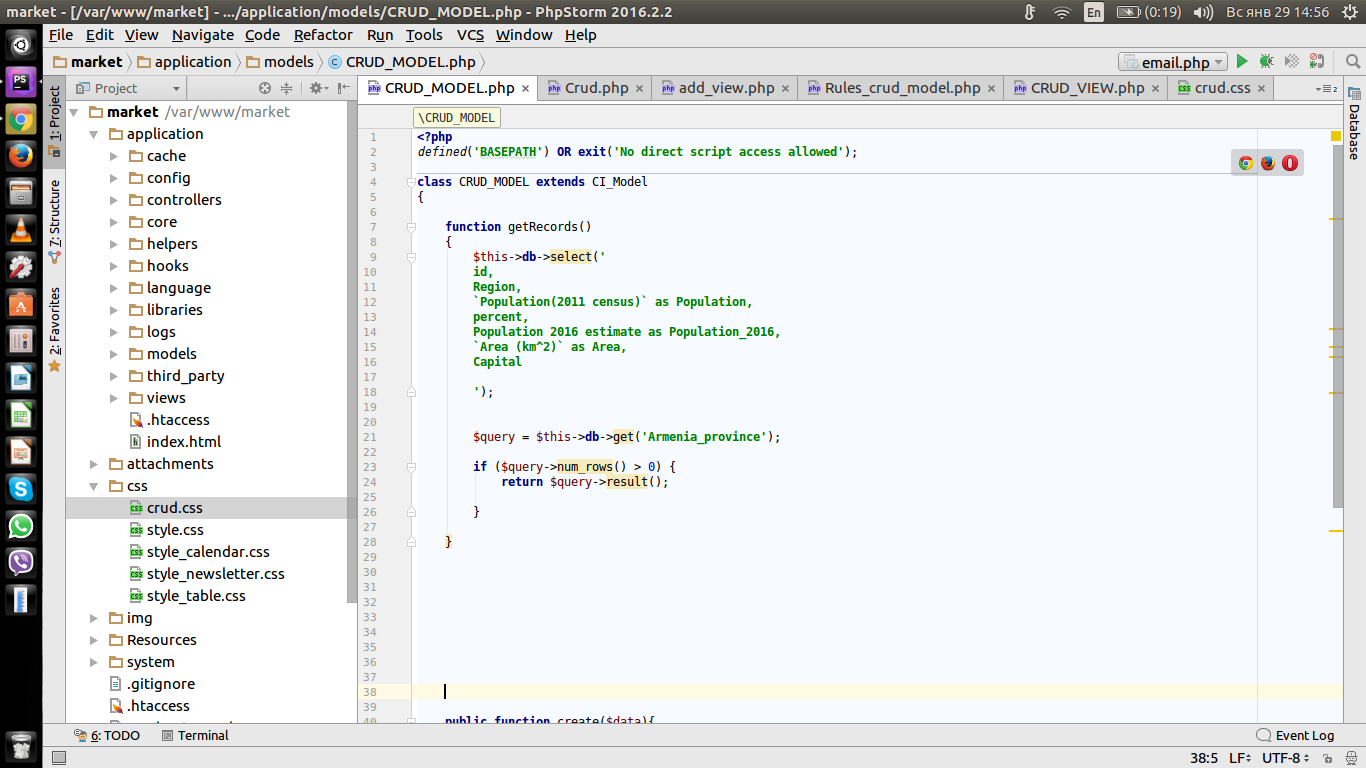 market - [/var/www/market] - .../application/models/CRUD_MODEL.php - PhpStorm 2016.2.2 En (0:19) Вс янв 29 14:56
File Edit View Navigate Code Refactor Run Tools VCS Window Help
market application models CRUD_MODEL.php email.php
Project CRUD_MODEL.php Crud.php add_view.php Rules_crud_model.php CRUD_VIEW.php crud.css
1: Project
7: Structure
2: Favorites
Database
market /var/www/market
application
cache
config
controllers
core
helpers
hooks
language
libraries
logs
models
third_party
views
.htaccess
index.html
attachments
css
crud.css
style.css
style_calendar.css
style_newsletter.css
style_table.css
img
Resources
system
.gitignore
.htaccess
\CRUD_MODEL
1 <?php
2 defined('BASEPATH') OR exit('No direct script access allowed');
3
4 class CRUD_MODEL extends CI_Model
5 {
6
7 function getRecords()
8 {
9 $this->db->select('
10 id,
11 Region,
12 `Population(2011 census)` as Population,
13 percent,
14 Population 2016 estimate as Population_2016,
15 `Area (km^2)` as Area,
16 Capital
17
18 ');
19
20
21 $query = $this->db->get('Armenia_province');
22
23 if ($query->num_rows() > 0) {
24 return $query->result();
25
26 }
27
28 }
29
30
31
32
33
34
35
36
37
38
39
40 public function create($data){
6: TODO Terminal Event Log
38:5 LF UTF-8